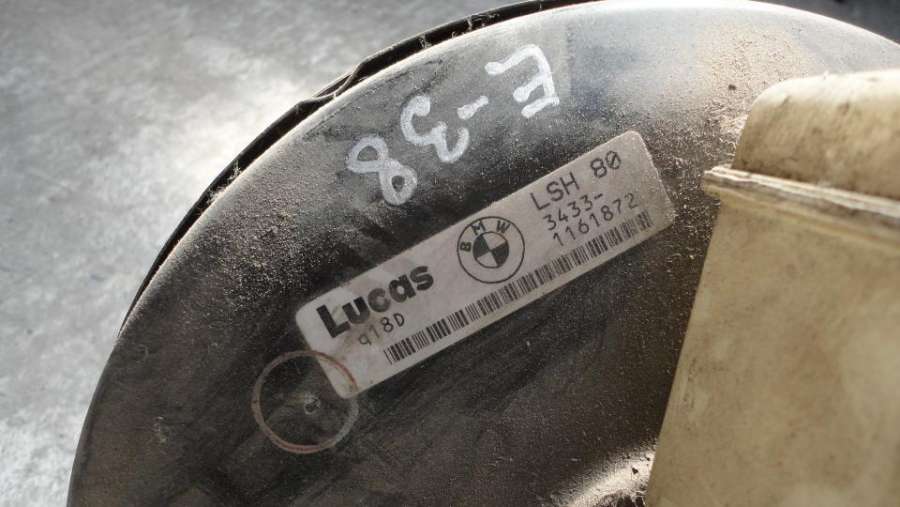 E-38
Lucas
918D
BMW
LSH 80
3433-
1161872